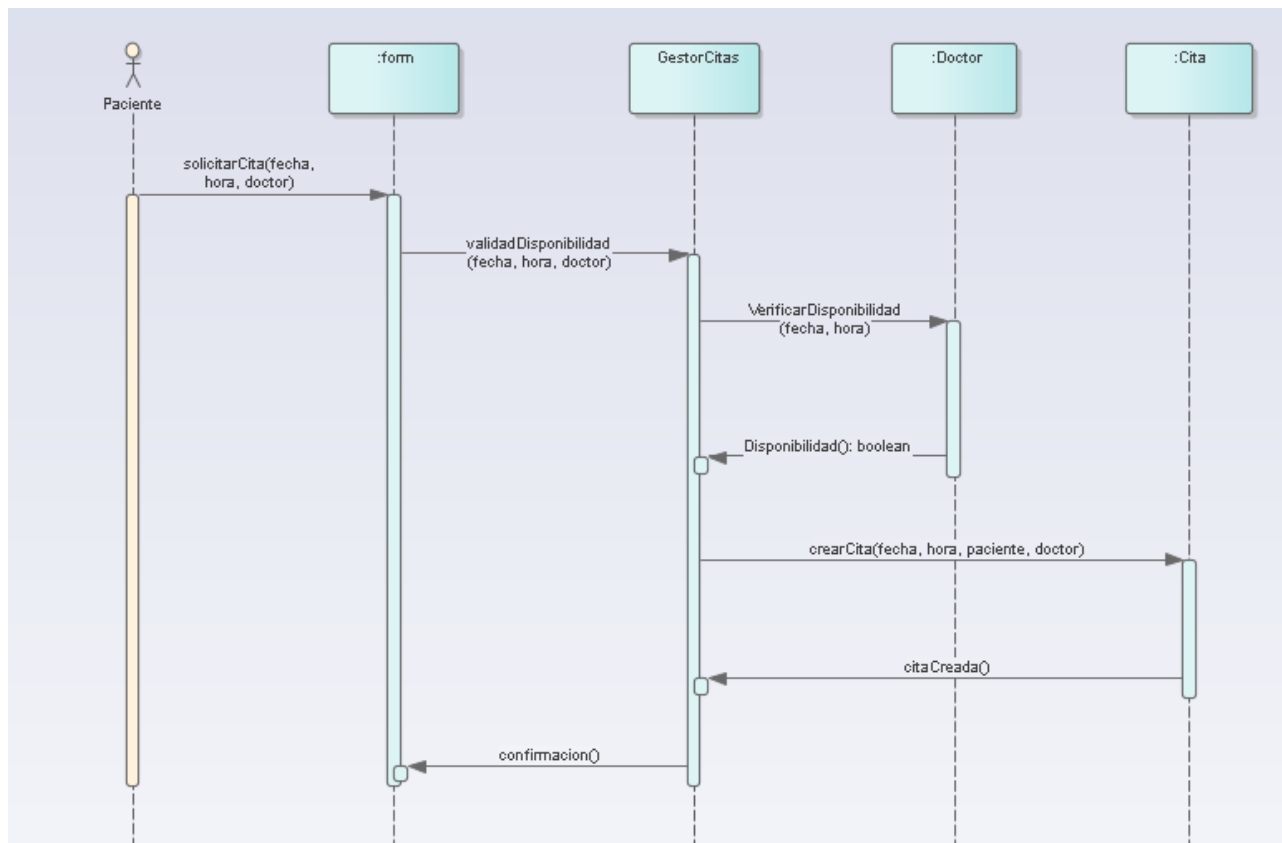 Paciente
:form
GestorCitas
:Doctor
:Cita
solicitarCita(fecha,
hora, doctor)
validadDisponibilidad
(fecha, hora, doctor)
VerificarDisponibilidad
(fecha, hora)
Disponibilidad(): boolean
crearCita(fecha, hora, paciente, doctor)
citaCreada()
confirmacion()